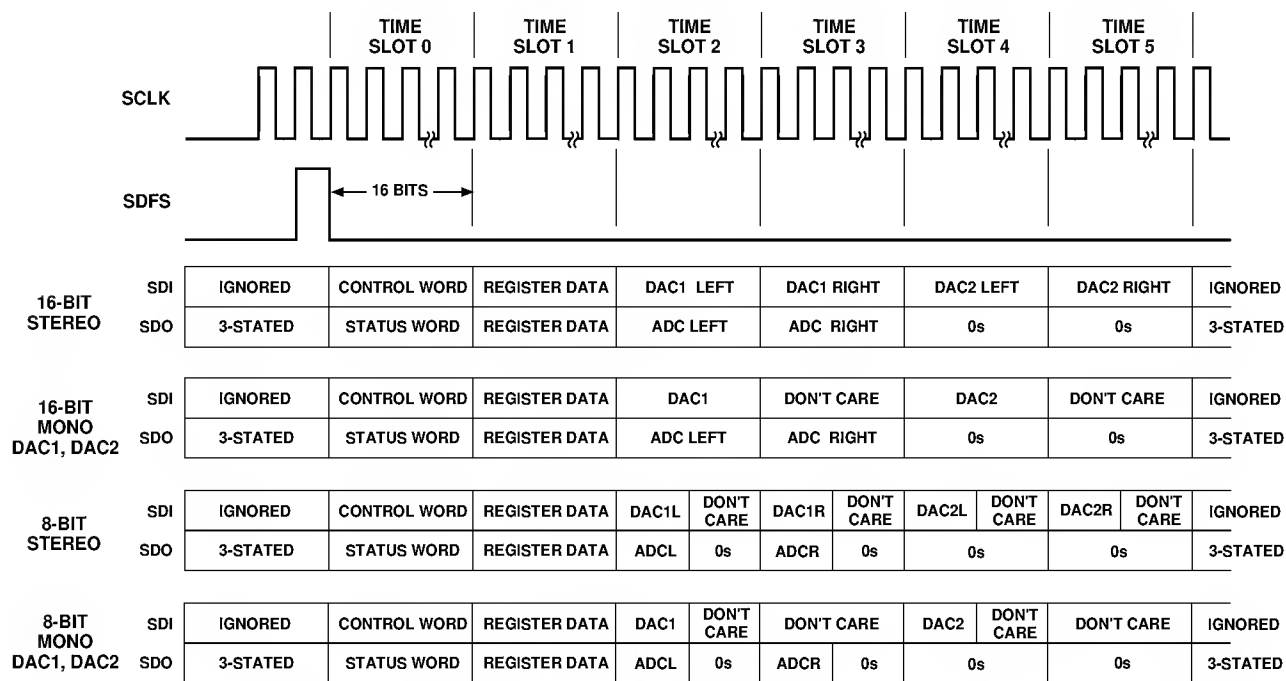 TIME SLOT 0 TIME SLOT 1 TIME SLOT 2 TIME SLOT 3 TIME SLOT 4 TIME SLOT 5
SCLK
SDFS
16 BITS
16-BIT STEREO
SDI IGNORED CONTROL WORD REGISTER DATA DAC1 LEFT DAC1 RIGHT DAC2 LEFT DAC2 RIGHT IGNORED
SDO 3-STATED STATUS WORD REGISTER DATA ADC LEFT ADC RIGHT 0s 0s 3-STATED
16-BIT MONO DAC1, DAC2
SDI IGNORED CONTROL WORD REGISTER DATA DAC1 DON'T CARE DAC2 DON'T CARE IGNORED
SDO 3-STATED STATUS WORD REGISTER DATA ADC LEFT ADC RIGHT 0s 0s 3-STATED
8-BIT STEREO
SDI IGNORED CONTROL WORD REGISTER DATA DAC1L DON'T CARE DAC1R DON'T CARE DAC2L DON'T CARE DAC2R DON'T CARE IGNORED
SDO 3-STATED STATUS WORD REGISTER DATA ADCL 0s ADCR 0s 0s 0s 3-STATED
8-BIT MONO DAC1, DAC2
SDI IGNORED CONTROL WORD REGISTER DATA DAC1 DON'T CARE DON'T CARE DAC2 DON'T CARE DON'T CARE IGNORED
SDO 3-STATED STATUS WORD REGISTER DATA ADCL 0s ADCR 0s 0s 0s 3-STATED